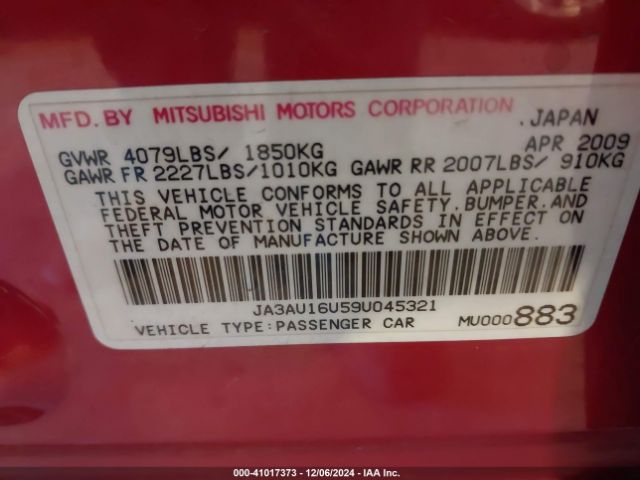 MFD. BY MITSUBISHI MOTORS CORPORATION .JAPAN
GVWR 4079LBS/ 1850KG APR 2009
GAWR FR 2227LBS/1010KG GAWR RR 2007LBS/ 910KG
THIS VEHICLE CONFORMS TO ALL APPLICABLE
FEDERAL MOTOR VEHICLE SAFETY.BUMPER.AND
THEFT PREVENTION STANDARDS IN EFFECT ON
THE DATE OF MANUFACTURE SHOWN ABOVE.
JA3AU16U59U045321
VEHICLE TYPE:PASSENGER CAR MU000883
000-41017373 - 12/06/2024 - IAAI.COM